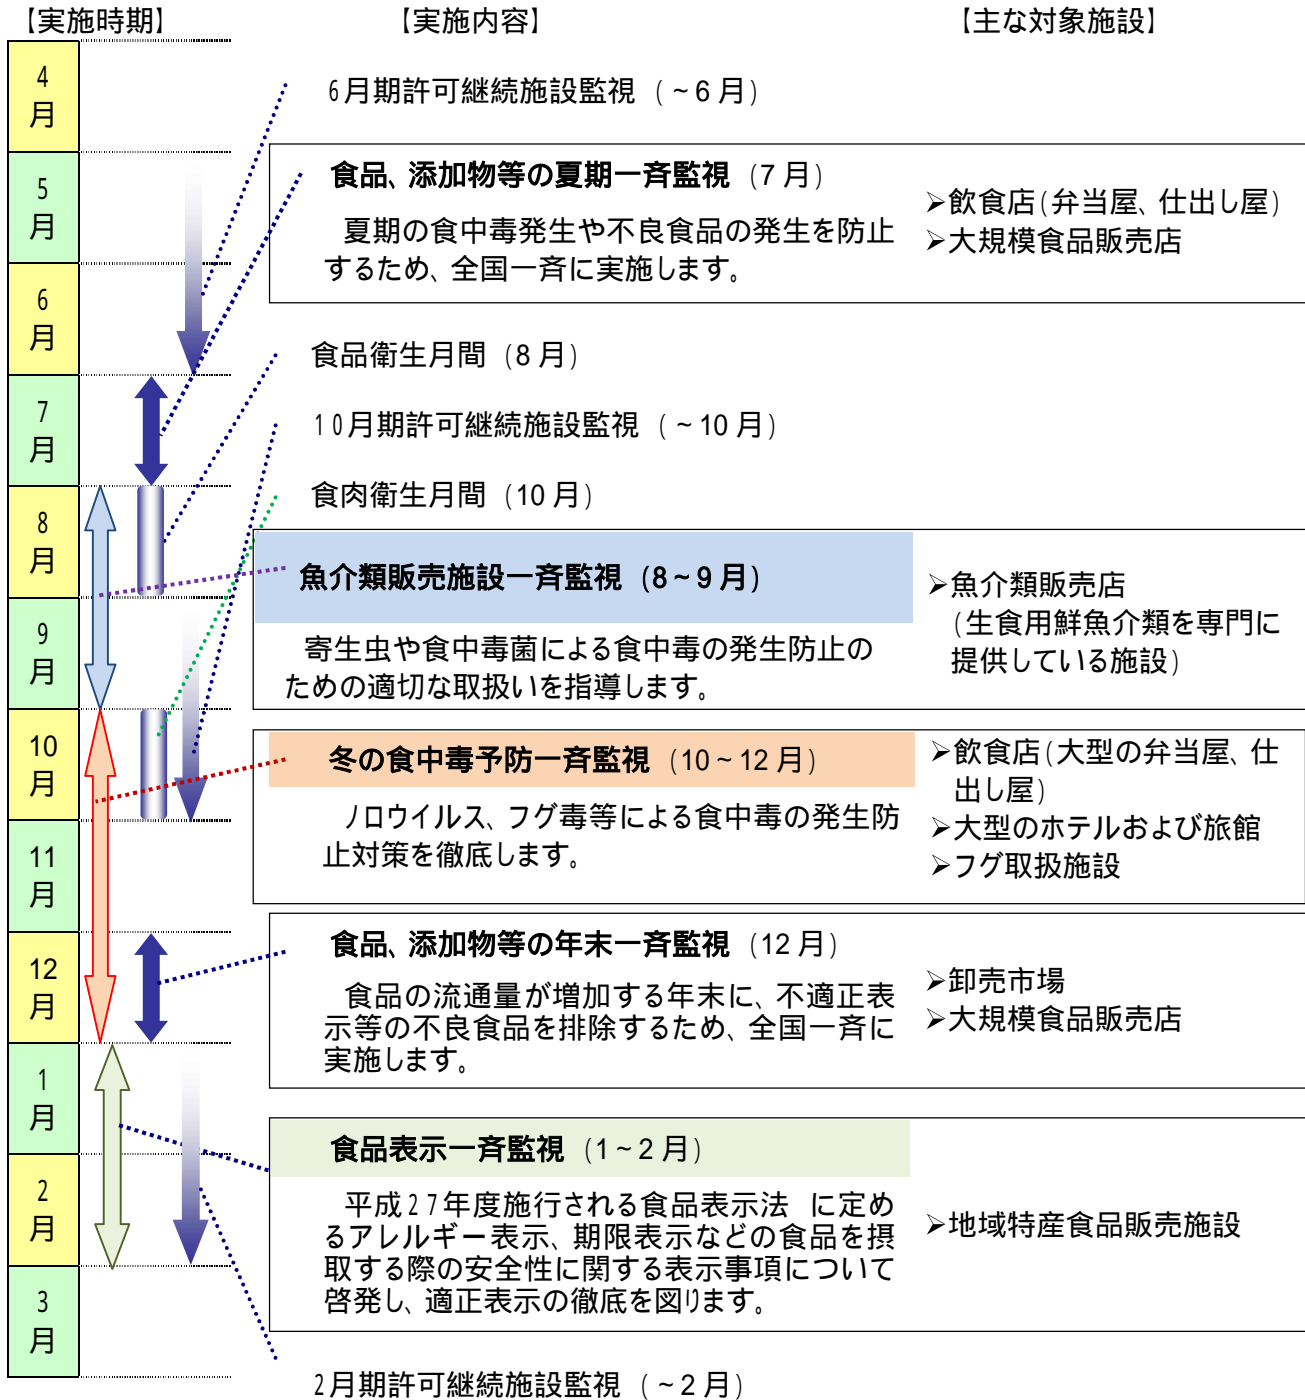 【実施時期】
【実施内容】
【主な対象施設】
4
月
5
月
6
月
7
月
8
月
9
月
10
月
11
月
12
月
1
月
2
月
3
月
6月期許可継続施設監視 (~6月)
食品、添加物等の夏期一斉監視 (7月)
夏期の食中毒発生や不良食品の発生を防止
するため、全国一斉に実施します。
➢飲食店(弁当屋、仕出し屋)
➢大規模食品販売店
食品衛生月間 (8月)
10月期許可継続施設監視 (~10月)
食肉衛生月間 (10月)
魚介類販売施設一斉監視 (8~9月)
寄生虫や食中毒菌による食中毒の発生防止の
ための適切な取扱いを指導します。
➢魚介類販売店
(生食用鮮魚介類を専門に
提供している施設)
冬の食中毒予防一斉監視 (10~12月)
ノロウイルス、フグ毒等による食中毒の発生防
止対策を徹底します。
➢飲食店(大型の弁当屋、仕
出し屋)
➢大型のホテルおよび旅館
➢フグ取扱施設
食品、添加物等の年末一斉監視 (12月)
食品の流通量が増加する年末に、不適正表
示等の不良食品を排除するため、全国一斉に
実施します。
➢卸売市場
➢大規模食品販売店
食品表示一斉監視 (1~2月)
平成27年度施行される食品表示法 に定め
るアレルギー表示、期限表示などの食品を摂
取する際の安全性に関する表示事項について
啓発し、適正表示の徹底を図ります。
➢地域特産食品販売施設
2月期許可継続施設監視 (~2月)